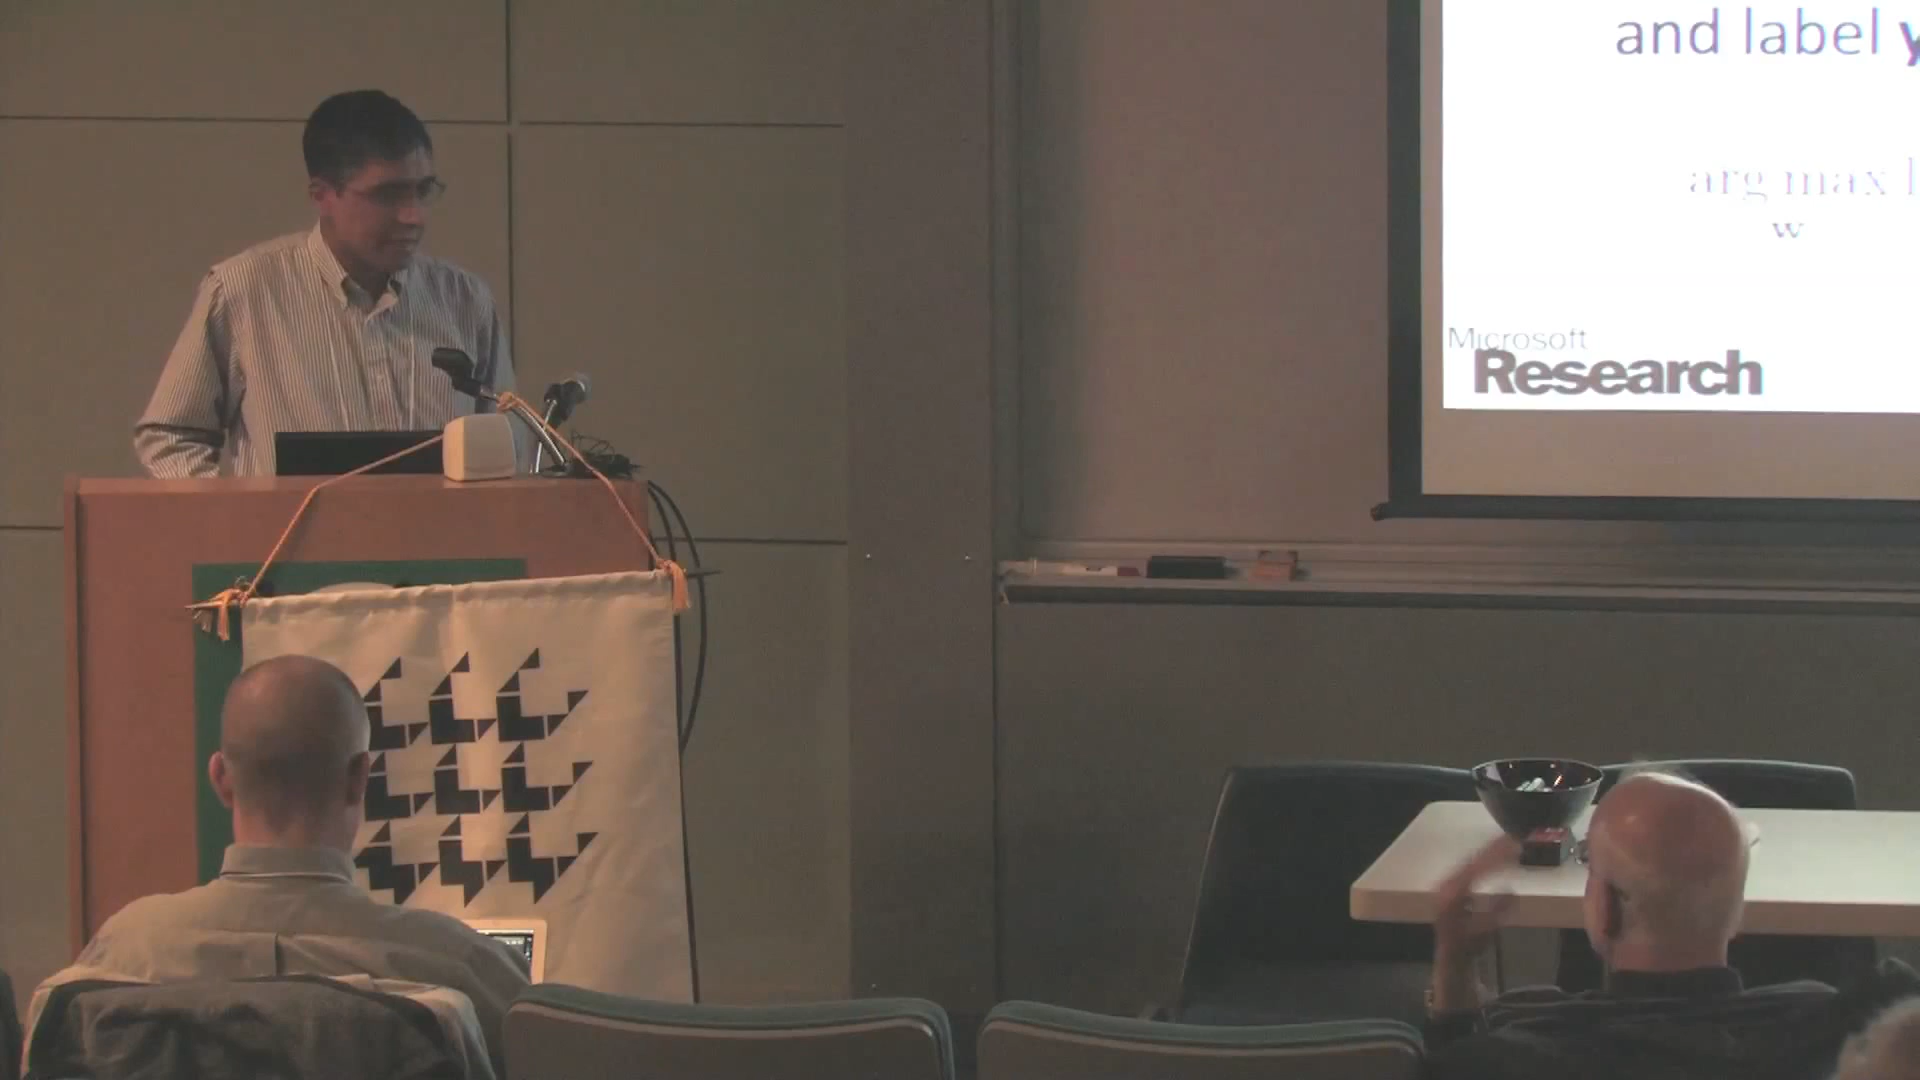 and label y
arg max
w
Microsoft
Research